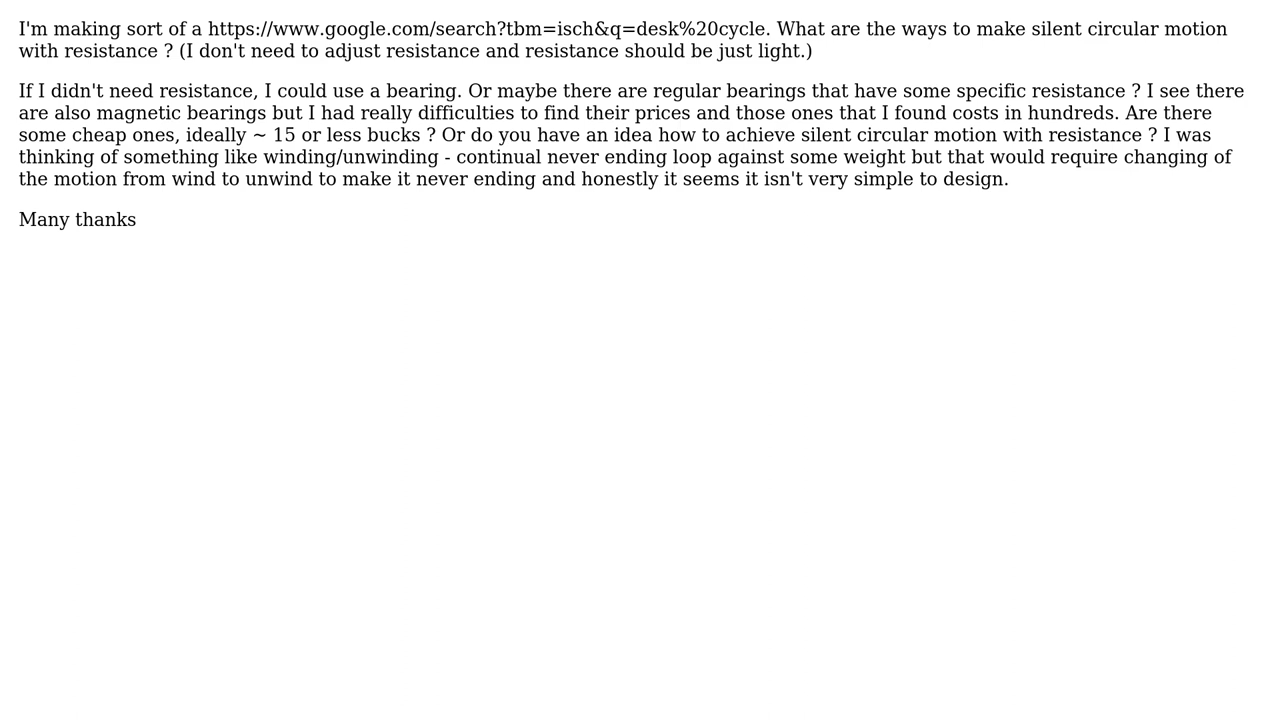 I'm making sort of a https://www.google.com/search?tbm=isch&q=desk%20cycle. What are the ways to make silent circular motion
with resistance ? (I don't need to adjust resistance and resistance should be just light.)
If I didn't need resistance, I could use a bearing. Or maybe there are regular bearings that have some specific resistance ? I see there
are also magnetic bearings but I had really difficulties to find their prices and those ones that I found costs in hundreds. Are there
some cheap ones, ideally ~ 15 or less bucks ? Or do you have an idea how to achieve silent circular motion with resistance ? I was
thinking of something like winding/unwinding - continual never ending loop against some weight but that would require changing of
the motion from wind to unwind to make it never ending and honestly it seems it isn't very simple to design.
Many thanks